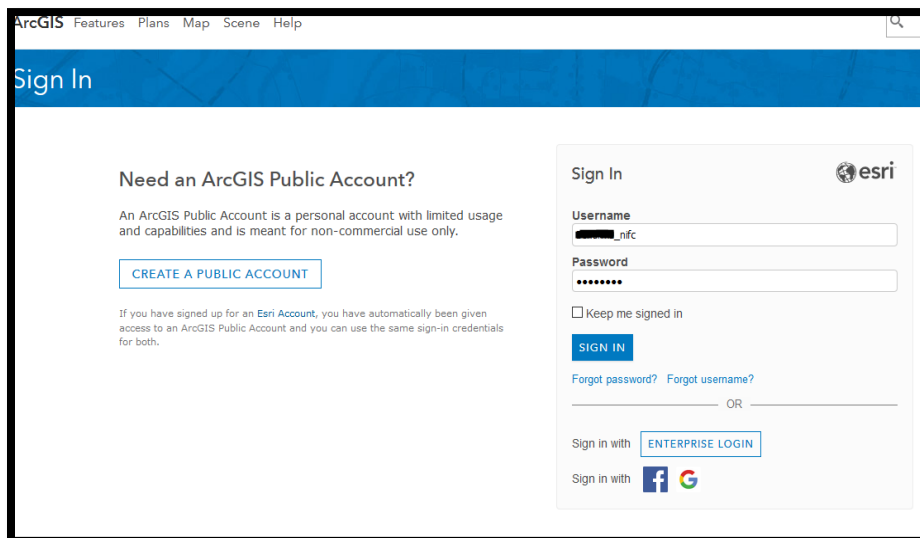 ArcGIS Features Plans Map Scene Help
Sign In
Need an ArcGIS Public Account?
An ArcGIS Public Account is a personal account with limited usage
and capabilities and is meant for non-commercial use only.
CREATE A PUBLIC ACCOUNT
If you have signed up for an Esri Account, you have automatically been given
access to an ArcGIS Public Account and you can use the same sign-in credentials
for both.
Sign In
esri
Username
_nifc
Password
Keep me signed in
SIGN IN
Forgot password? Forgot username?
OR
Sign in with ENTERPRISE LOGIN
Sign in with f G